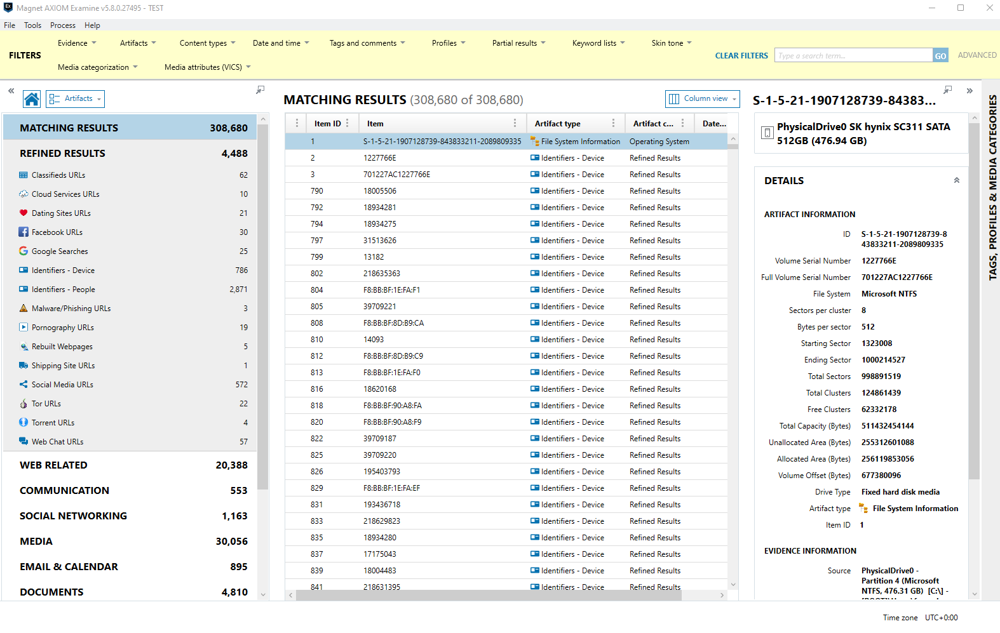 Magnet AXIOM Examine v5.8.0.27495 - TEST
File Tools Process Help
FILTERS
Evidence Artifacts Content types Date and time Tags and comments Profiles Partial results Keyword lists Skin tone
Media categorization Media attributes (VICS)
CLEAR FILTERS Type a search term... GO ADVANCED
Artifacts
MATCHING RESULTS 308,680
REFINED RESULTS 4,488
Classifieds URLs 62
Cloud Services URLs 10
Dating Sites URLs 21
Facebook URLs 30
Google Searches 25
Identifiers - Device 786
Identifiers - People 2,871
Malware/Phishing URLs 3
Pornography URLs 19
Rebuilt Webpages 5
Shipping Site URLs 1
Social Media URLs 572
Tor URLs 22
Torrent URLs 4
Web Chat URLs 57
WEB RELATED 20,388
COMMUNICATION 553
SOCIAL NETWORKING 1,163
MEDIA 30,056
EMAIL & CALENDAR 895
DOCUMENTS 4,810
MATCHING RESULTS (308,680 of 308,680)
Column view
Item ID Item Artifact type Artifact c... Date...
1 S-1-5-21-1907128739-843833211-2089809335 File System Information Operating System
2 1227766E Identifiers - Device Refined Results
3 701227AC1227766E Identifiers - Device Refined Results
790 18005506 Identifiers - Device Refined Results
792 18934281 Identifiers - Device Refined Results
794 18934275 Identifiers - Device Refined Results
797 31513626 Identifiers - Device Refined Results
799 13182 Identifiers - Device Refined Results
802 218635363 Identifiers - Device Refined Results
804 F8:BB:BF:1E:FA:F1 Identifiers - Device Refined Results
805 39709221 Identifiers - Device Refined Results
808 F8:BB:BF:8D:B9:CA Identifiers - Device Refined Results
810 14093 Identifiers - Device Refined Results
812 F8:BB:BF:8D:B9:C9 Identifiers - Device Refined Results
813 F8:BB:BF:1E:FA:F0 Identifiers - Device Refined Results
816 18620168 Identifiers - Device Refined Results
818 F8:BB:BF:90:A8:FA Identifiers - Device Refined Results
820 F8:BB:BF:90:A8:F9 Identifiers - Device Refined Results
822 39709187 Identifiers - Device Refined Results
825 39709220 Identifiers - Device Refined Results
826 195403793 Identifiers - Device Refined Results
829 F8:BB:BF:1E:FA:EF Identifiers - Device Refined Results
831 193436718 Identifiers - Device Refined Results
833 218629823 Identifiers - Device Refined Results
835 18934280 Identifiers - Device Refined Results
837 17175043 Identifiers - Device Refined Results
839 18004483 Identifiers - Device Refined Results
841 218631395 Identifiers - Device Refined Results
S-1-5-21-1907128739-84383...
PhysicalDrive0 SK hynix SC311 SATA
512GB (476.94 GB)
DETAILS
ARTIFACT INFORMATION
ID S-1-5-21-1907128739-8
43833211-2089809335
Volume Serial Number 1227766E
Full Volume Serial Number 701227AC1227766E
File System Microsoft NTFS
Sectors per cluster 8
Bytes per sector 512
Starting Sector 1323008
Ending Sector 1000214527
Total Sectors 998891519
Total Clusters 124861439
Free Clusters 62332178
Total Capacity (Bytes) 511432454144
Unallocated Area (Bytes) 255312601088
Allocated Area (Bytes) 256119853056
Volume Offset (Bytes) 677380096
Drive Type Fixed hard disk media
Artifact type File System Information
Item ID 1
EVIDENCE INFORMATION
Source PhysicalDrive0 -
Partition 4 (Microsoft
NTFS, 476.31 GB) [C:\] -
TAGS, PROFILES & MEDIA CATEGORIES
Time zone UTC+0:00